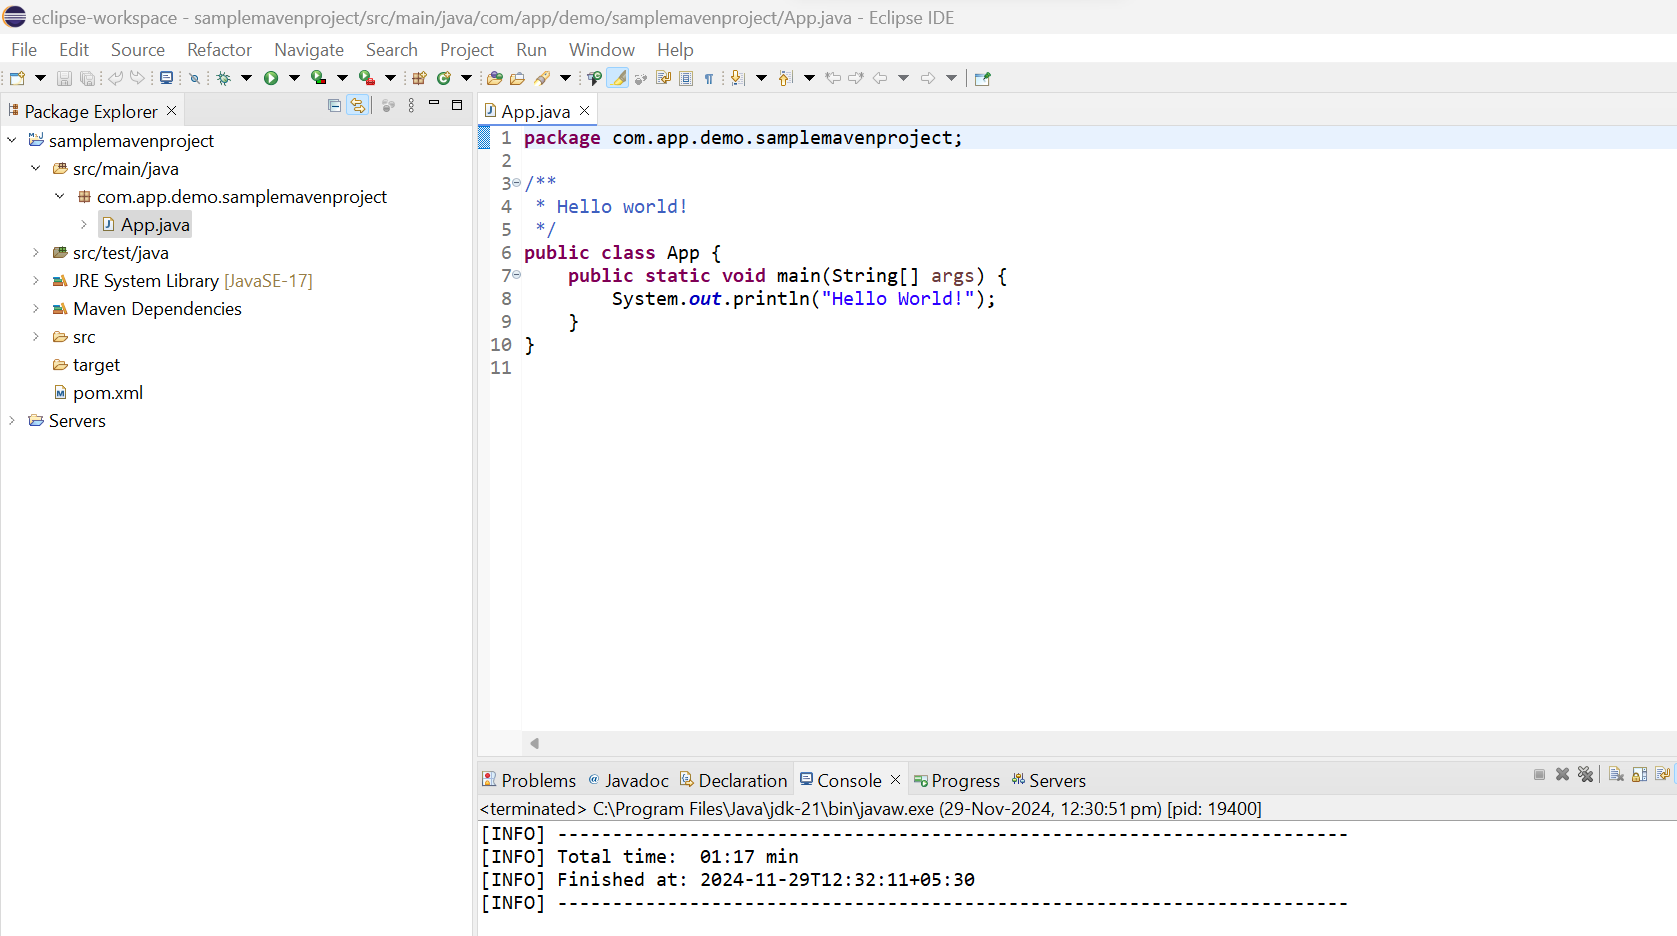 eclipse-workspace - samplemavenproject/src/main/java/com/app/demo/samplemavenproject/App.java - Eclipse IDE
File Edit Source Refactor Navigate Search Project Run Window Help
Package Explorer
samplemavenproject
src/main/java
com.app.demo.samplemavenproject
App.java
src/test/java
JRE System Library [JavaSE-17]
Maven Dependencies
src
target
pom.xml
Servers
App.java
1 package com.app.demo.samplemavenproject;
2
3 /**
4  * Hello world!
5  */
6 public class App {
7     public static void main(String[] args) {
8         System.out.println("Hello World!");
9     }
10 }
11
Problems @ Javadoc Declaration Console Progress Servers
<terminated> C:\Program Files\Java\jdk-21\bin\javaw.exe (29-Nov-2024, 12:30:51 pm) [pid: 19400]
[INFO] ------------------------------------------------------------------------
[INFO] Total time:  01:17 min
[INFO] Finished at: 2024-11-29T12:32:11+05:30
[INFO] ------------------------------------------------------------------------